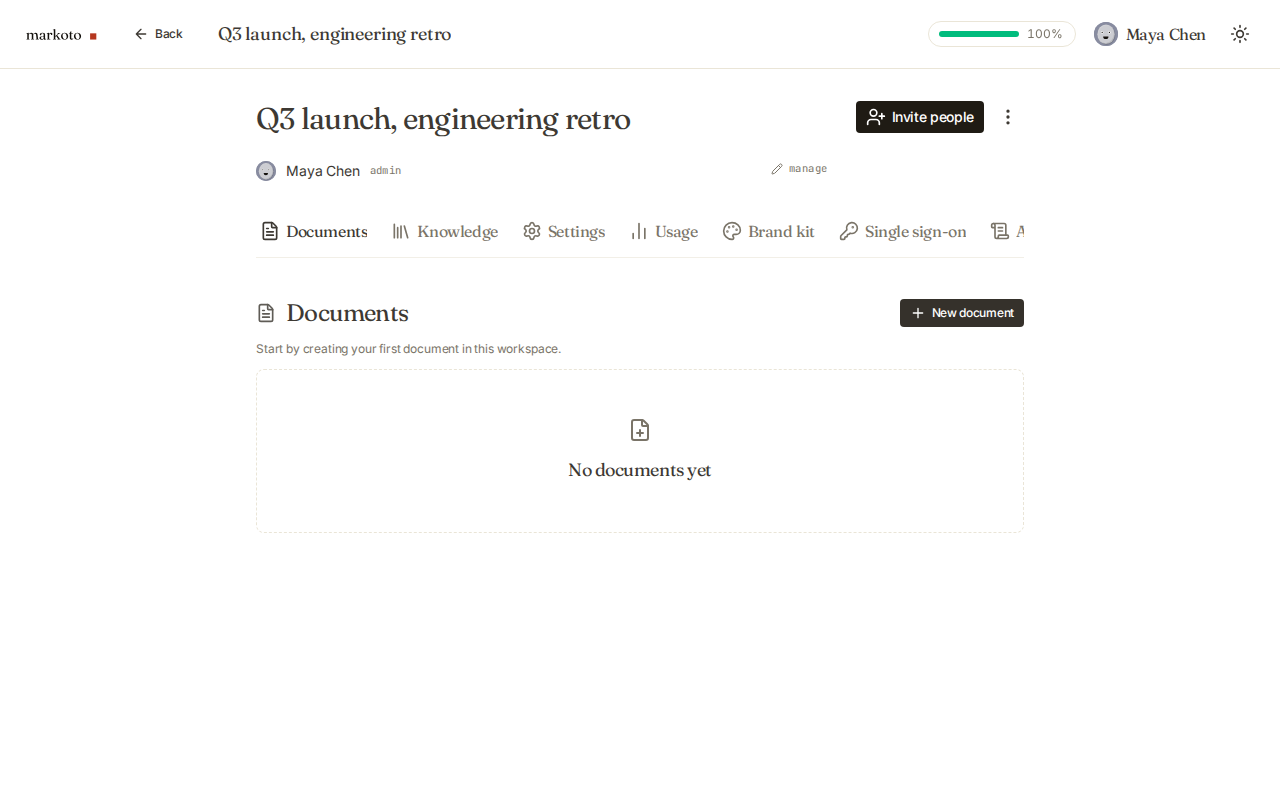 markoto
Back
Q3 launch, engineering retro
100%
Maya Chen
Q3 launch, engineering retro
Invite people
Maya Chen admin
manage
Documents Knowledge Settings Usage Brand kit Single sign-on
Documents
New document
Start by creating your first document in this workspace.
No documents yet